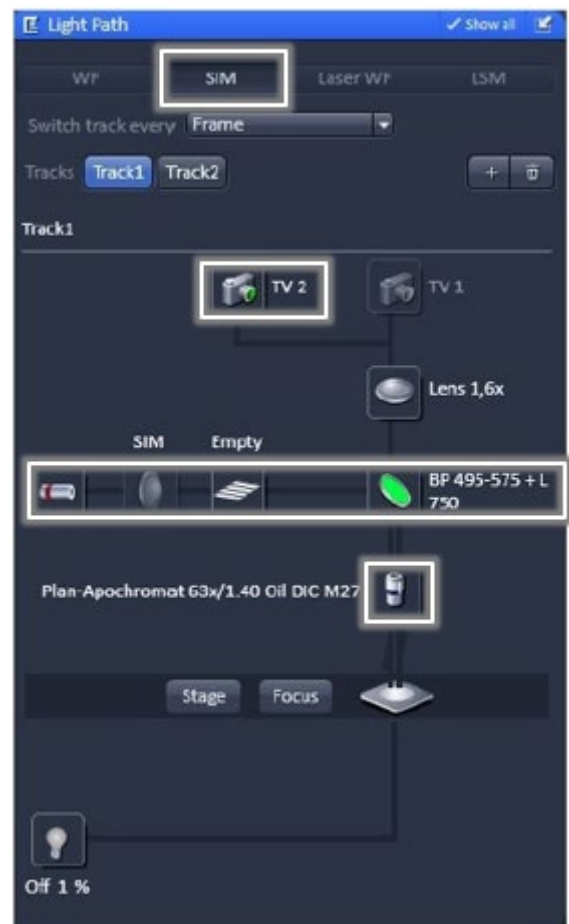 Light Path
Show all
WF SIM Laser WF LSM
Switch track every Frame
Tracks Track1 Track2 +
Track1
TV 2 TV 1
Lens 1,6x
SIM Empty
BP 495-575 + L
750
Plan-Apochromat 63x/1.40 Oil DIC M27
Stage Focus
Off 1 %